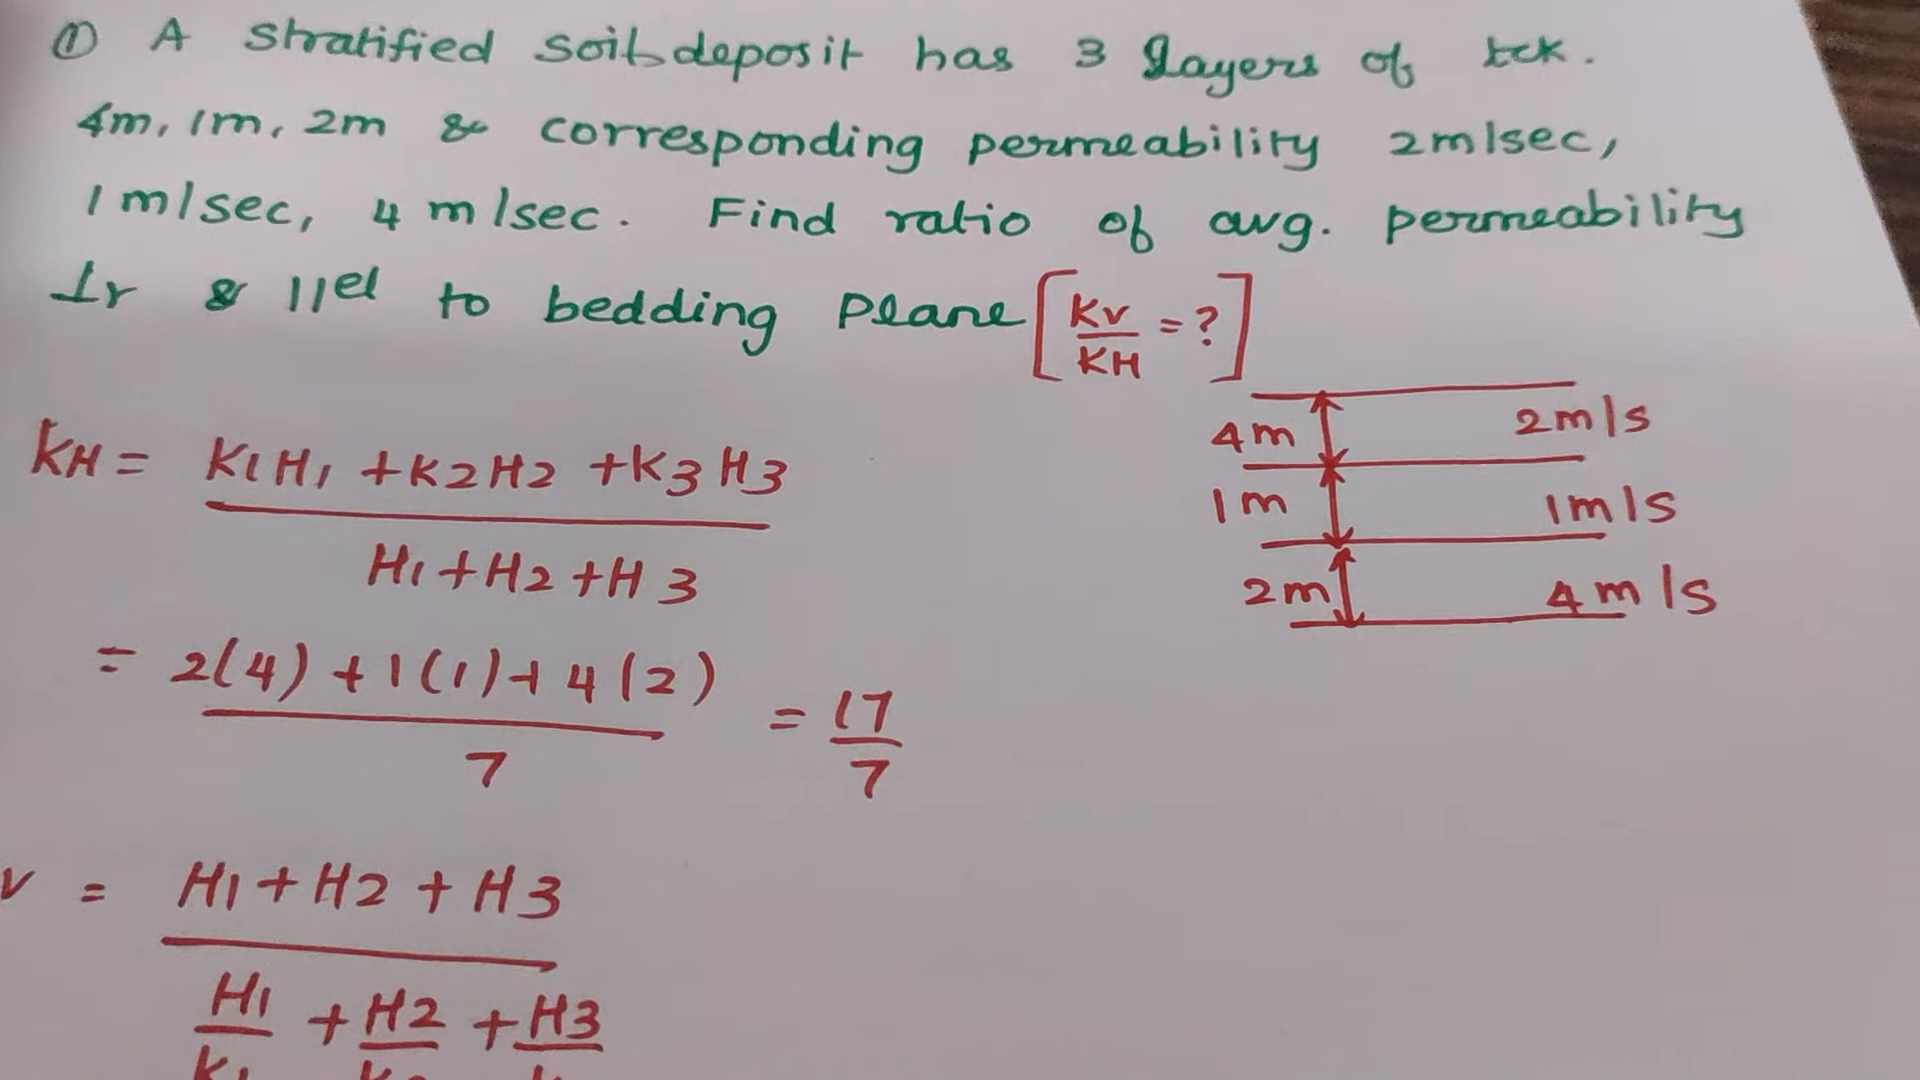 ① A stratified soil deposit has 3 layers of tck.
4m, 1m, 2m & corresponding permeability 2m/sec,
1m/sec, 4m/sec. Find ratio of avg. permeability
⊥r & ||el to bedding plane [KV/KH = ?]
KH = K1H1 + K2H2 + K3H3
H1 + H2 + H3
= 2(4) + 1(1) + 4(2)
7
= 17
7
4m 2m/s
1m 1m/s
2m 4m/s
V = H1 + H2 + H3
H1 + H2 + H3
K1